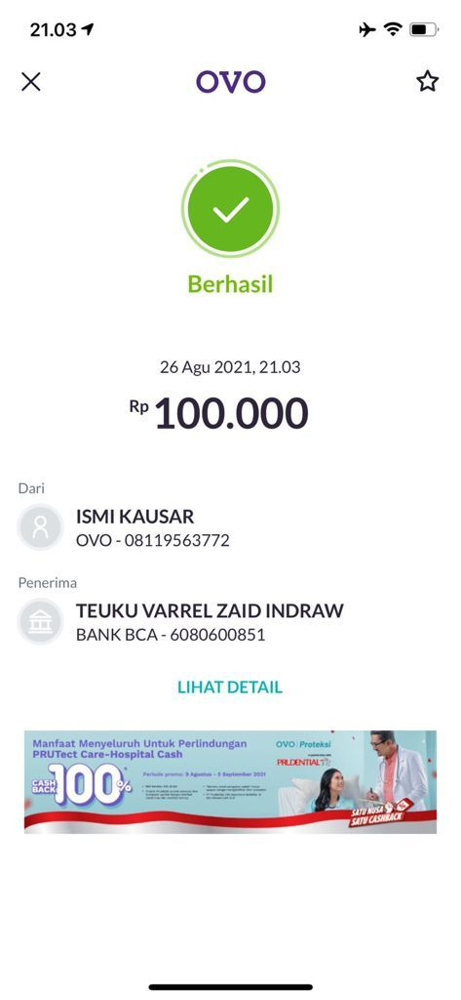 21.03
OVO
Berhasil
26 Agu 2021, 21.03
Rp 100.000
Dari
ISMI KAUSAR
OVO - 08119563772
Penerima
TEUKU VARREL ZAID INDRAW
BANK BCA - 6080600851
LIHAT DETAIL
Manfaat Menyeluruh Untuk Perlindungan
PRUTect Care-Hospital Cash
OVO | Proteksi
PRUDENTIAL
CASH
BACK
100%
Periode promo: 9 Agustus - 5 September 2021
SATU NUSA
SATU CASHBACK